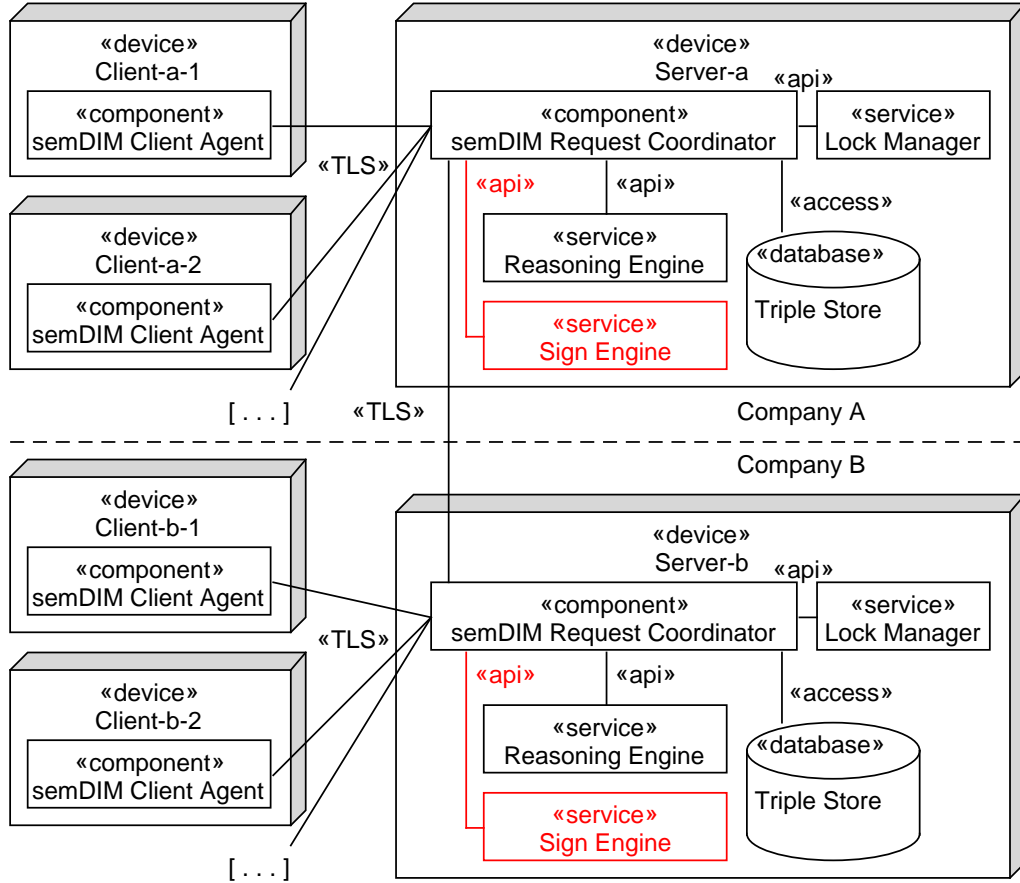 «device»
Client-a-1
«component»
semDIM Client Agent
«TLS»
«device»
Client-a-2
«component»
semDIM Client Agent
[ . . . ]
«device»
Server-a
«component»
semDIM Request Coordinator
«api»
«service»
Lock Manager
«api»
«api»
«access»
«service»
Reasoning Engine
«database»
Triple Store
«service»
Sign Engine
«TLS»
Company A
Company B
«device»
Client-b-1
«component»
semDIM Client Agent
«TLS»
«device»
Client-b-2
«component»
semDIM Client Agent
[ . . . ]
«device»
Server-b
«component»
semDIM Request Coordinator
«api»
«service»
Lock Manager
«api»
«api»
«access»
«service»
Reasoning Engine
«database»
Triple Store
«service»
Sign Engine